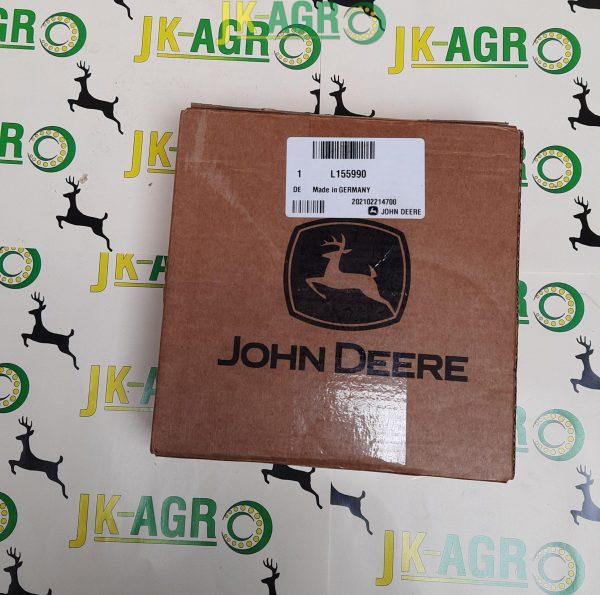 JK-AGRO
JK-AGRO
JK-AGRO
1 L155990
DE Made in GERMANY
202102214700
JOHN DEERE
JK-AGRO
JOHN DEERE
JK-AGRO
JK-AGRO
JK-AGRO